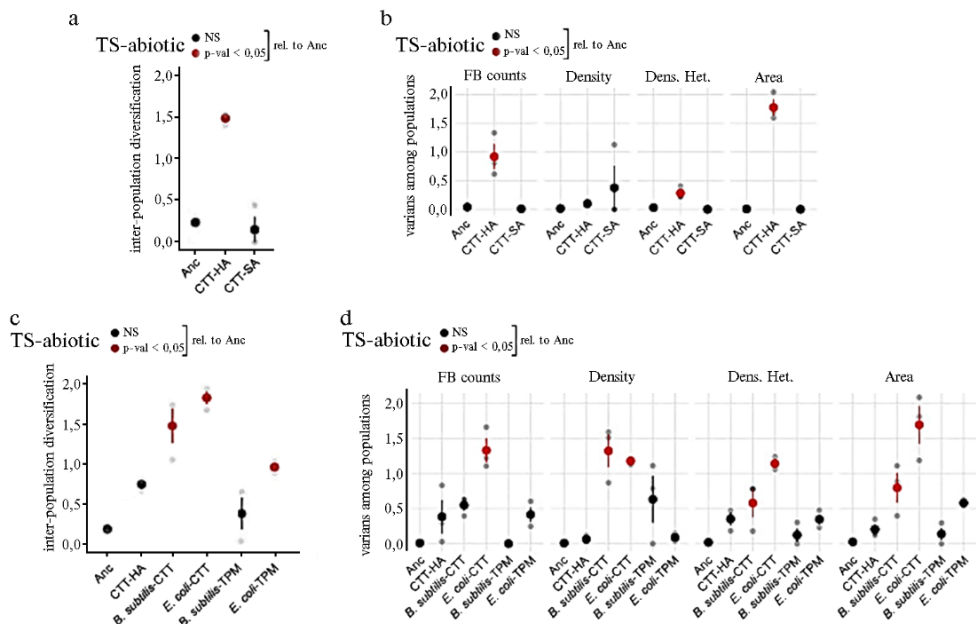 a
TS-abiotic
NS
p-val < 0,05
rel. to Anc
inter-population diversification
2,0
1,5
1,0
0,5
0,0
Anc
CTT-HA
CTT-SA
b
TS-abiotic
NS
p-val < 0,05
rel. to Anc
FB counts
Density
Dens. Het.
Area
varians among populations
2,0
1,5
1,0
0,5
0,0
Anc
CTT-HA
CTT-SA
Anc
CTT-HA
CTT-SA
Anc
CTT-HA
CTT-SA
Anc
CTT-HA
CTT-SA
c
TS-abiotic
NS
p-val < 0,05
rel. to Anc
inter-population diversification
2,0
1,5
1,0
0,5
0,0
Anc
CTT-HA
B. subtilis-CTT
E. coli-CTT
B. subtilis-TPM
E. coli-TPM
d
TS-abiotic
NS
p-val < 0,05
rel. to Anc
FB counts
Density
Dens. Het.
Area
varians among populations
2,0
1,5
1,0
0,5
0,0
Anc
CTT-HA
B. subtilis-CTT
E. coli-CTT
B. subtilis-TPM
E. coli-TPM
Anc
CTT-HA
B. subtilis-CTT
E. coli-CTT
B. subtilis-TPM
E. coli-TPM
Anc
CTT-HA
B. subtilis-CTT
E. coli-CTT
B. subtilis-TPM
E. coli-TPM
Anc
CTT-HA
B. subtilis-CTT
E. coli-CTT
B. subtilis-TPM
E. coli-TPM